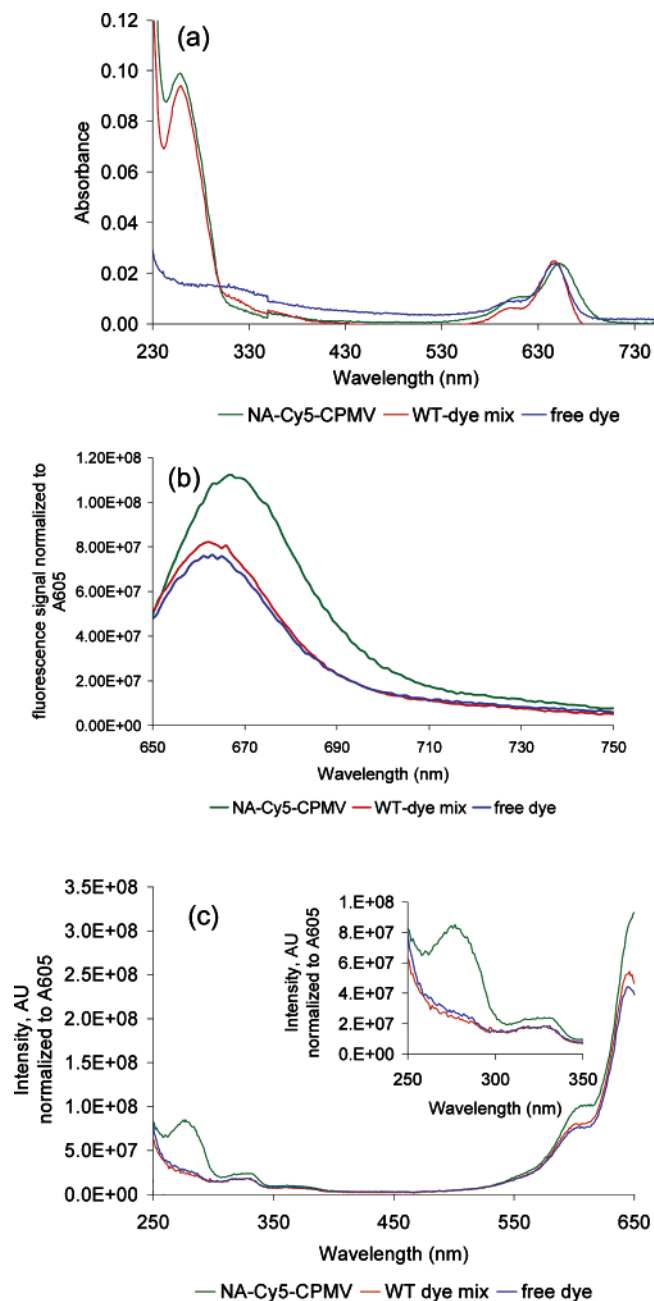 (a)
Absorbance
0.12
0.10
0.08
0.06
0.04
0.02
0.00
230 330 430 530 630 730
Wavelength (nm)
NA-Cy5-CPMV WT-dye mix free dye
(b)
fluorescence signal normalized to
A605
1.20E+08
1.00E+08
8.00E+07
6.00E+07
4.00E+07
2.00E+07
0.00E+00
650 670 690 710 730 750
Wavelength (nm)
NA-Cy5-CPMV WT-dye mix free dye
(c)
Intensity, AU
normalized to A605
3.5E+08
3.0E+08
2.5E+08
2.0E+08
1.5E+08
1.0E+08
5.0E+07
0.0E+00
250 350 450 550 650
Wavelength (nm)
Intensity, AU
normalized to A605
1.E+08
8.E+07
6.E+07
4.E+07
2.E+07
0.E+00
250 300 350
Wavelength (nm)
NA-Cy5-CPMV WT dye mix free dye